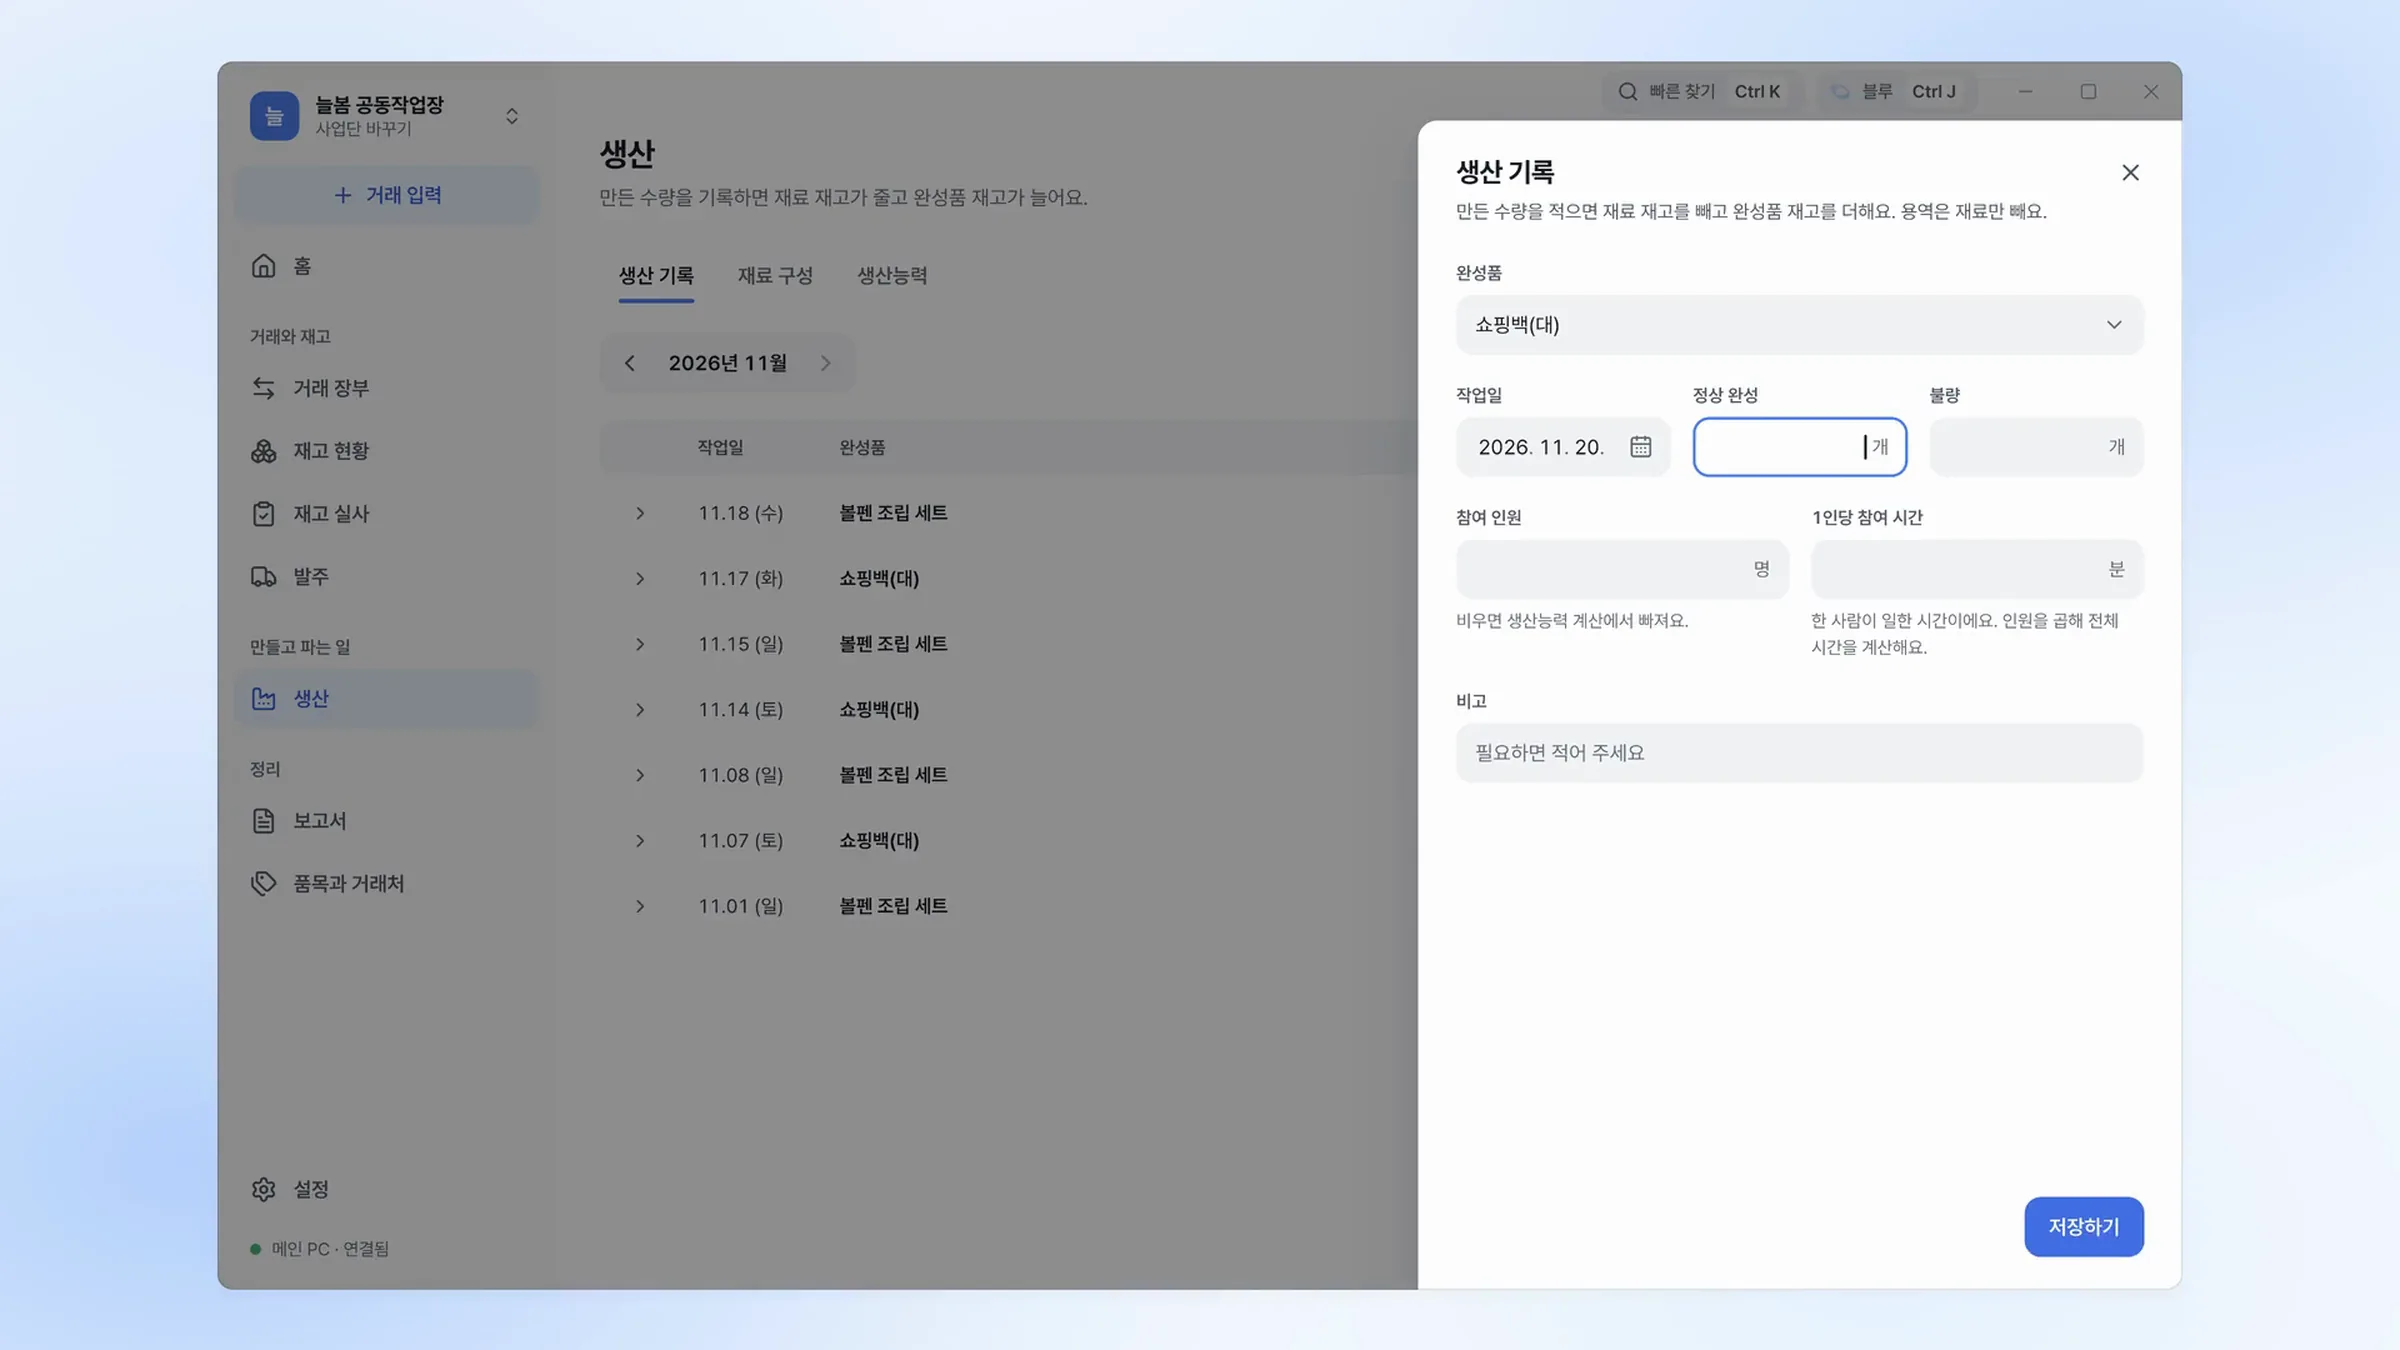 늘
늘봄 공동작업장
사업단 바꾸기
+ 거래 입력
홈
거래와 재고
거래 장부
재고 현황
재고 실사
발주
만들고 파는 일
생산
정리
보고서
품목과 거래처
설정
메인 PC · 연결됨
빠른 찾기 Ctrl K
블루 Ctrl J
생산
만든 수량을 기록하면 재료 재고가 줄고 완성품 재고가 늘어요.
생산 기록 재료 구성 생산능력
2026년 11월
작업일 완성품
11.18 (수) 볼펜 조립 세트
11.17 (화) 쇼핑백(대)
11.15 (일) 볼펜 조립 세트
11.14 (토) 쇼핑백(대)
11.08 (일) 볼펜 조립 세트
11.07 (토) 쇼핑백(대)
11.01 (일) 볼펜 조립 세트
생산 기록
만든 수량을 적으면 재료 재고를 빼고 완성품 재고를 더해요. 용역은 재료만 빼요.
완성품
쇼핑백(대)
작업일 정상 완성 불량
2026. 11. 20. 개 개
참여 인원 1인당 참여 시간
명 분
비우면 생산능력 계산에서 빠져요.
한 사람이 일한 시간이에요. 인원을 곱해 전체
시간을 계산해요.
비고
필요하면 적어 주세요
저장하기